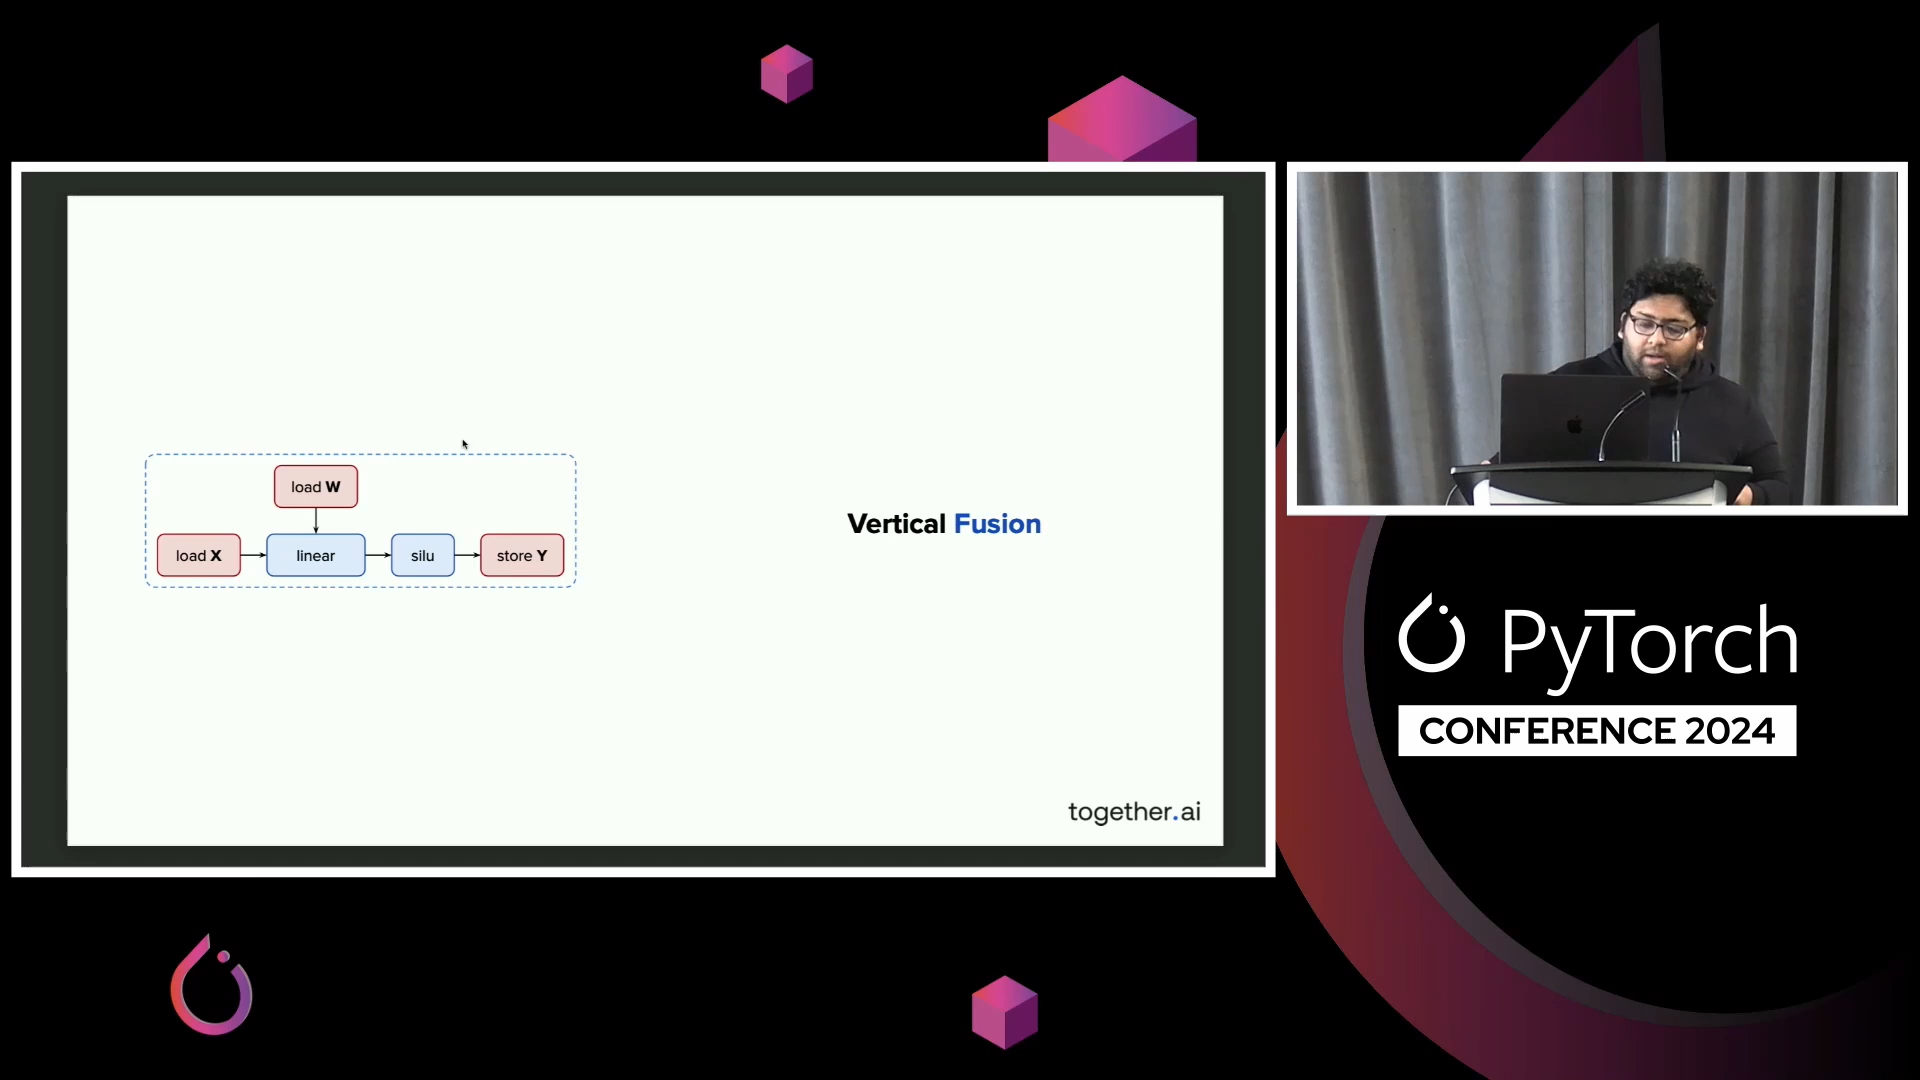 load W
load X
linear
silu
store Y
Vertical Fusion
together.ai
PyTorch
CONFERENCE 2024